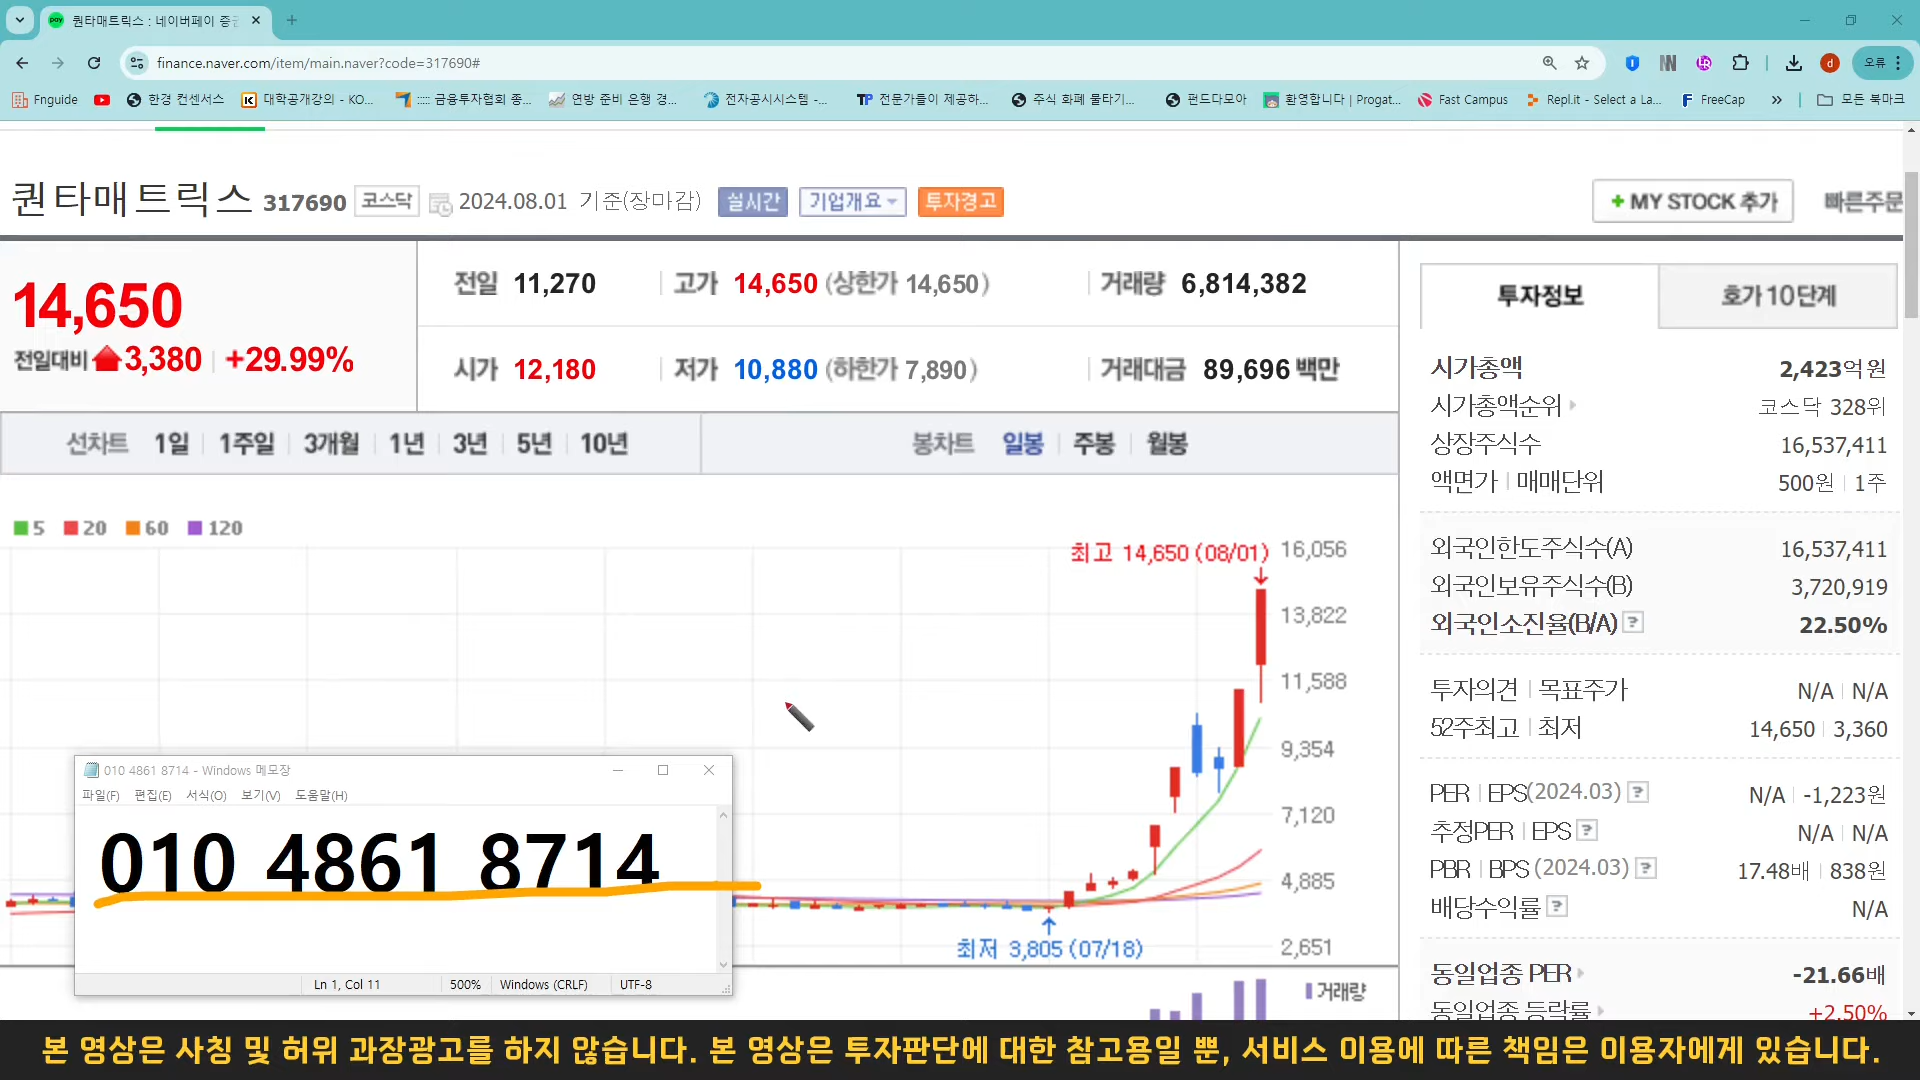 퀀타매트릭스 : 네이버페이 증권
finance.naver.com/item/main.naver?code=317690#
오류
Fnguide 한경 컨센서스 대학공개강의 - KO... ::::: 금융투자협회 종... 연방 준비 은행 경... 전자공시시스템 -... 전문가들이 제공하... 주식 화폐 물타기... 펀드다모아 환영합니다 | Progat... Fast Campus Repl.it - Select a La... FreeCap » 모든 북마크
퀀타매트릭스 317690 코스닥 2024.08.01 기준(장마감) 실시간 기업개요 투자경고
+ MY STOCK 추가 빠른주문
14,650
전일대비 3,380 +29.99%
전일 11,270 고가 14,650 (상한가 14,650) 거래량 6,814,382
시가 12,180 저가 10,880 (하한가 7,890) 거래대금 89,696 백만
선차트 1일 1주일 3개월 1년 3년 5년 10년 봉차트 일봉 주봉 월봉
5 20 60 120
최고 14,650 (08/01)
16,056
13,822
11,588
9,354
7,120
4,885
2,651
최저 3,805 (07/18)
거래량
010 4861 8714 - Windows 메모장
파일(F) 편집(E) 서식(O) 보기(V) 도움말(H)
010 4861 8714
Ln 1, Col 11 500% Windows (CRLF) UTF-8
투자정보 호가 10단계
시가총액 2,423억원
시가총액순위 코스닥 328위
상장주식수 16,537,411
액면가 | 매매단위 500원 | 1주
외국인한도주식수(A) 16,537,411
외국인보유주식수(B) 3,720,919
외국인소진율(B/A) ? 22.50%
투자의견 | 목표주가 N/A | N/A
52주최고 | 최저 14,650 | 3,360
PER | EPS(2024.03) ? N/A | -1,223원
추정PER | EPS ? N/A | N/A
PBR | BPS (2024.03) ? 17.48배 | 838원
배당수익률 ? N/A
동일업종 PER -21.66배
동일업종 등락률 +2.50%
본 영상은 사칭 및 허위 과장광고를 하지 않습니다. 본 영상은 투자판단에 대한 참고용일 뿐, 서비스 이용에 따른 책임은 이용자에게 있습니다.